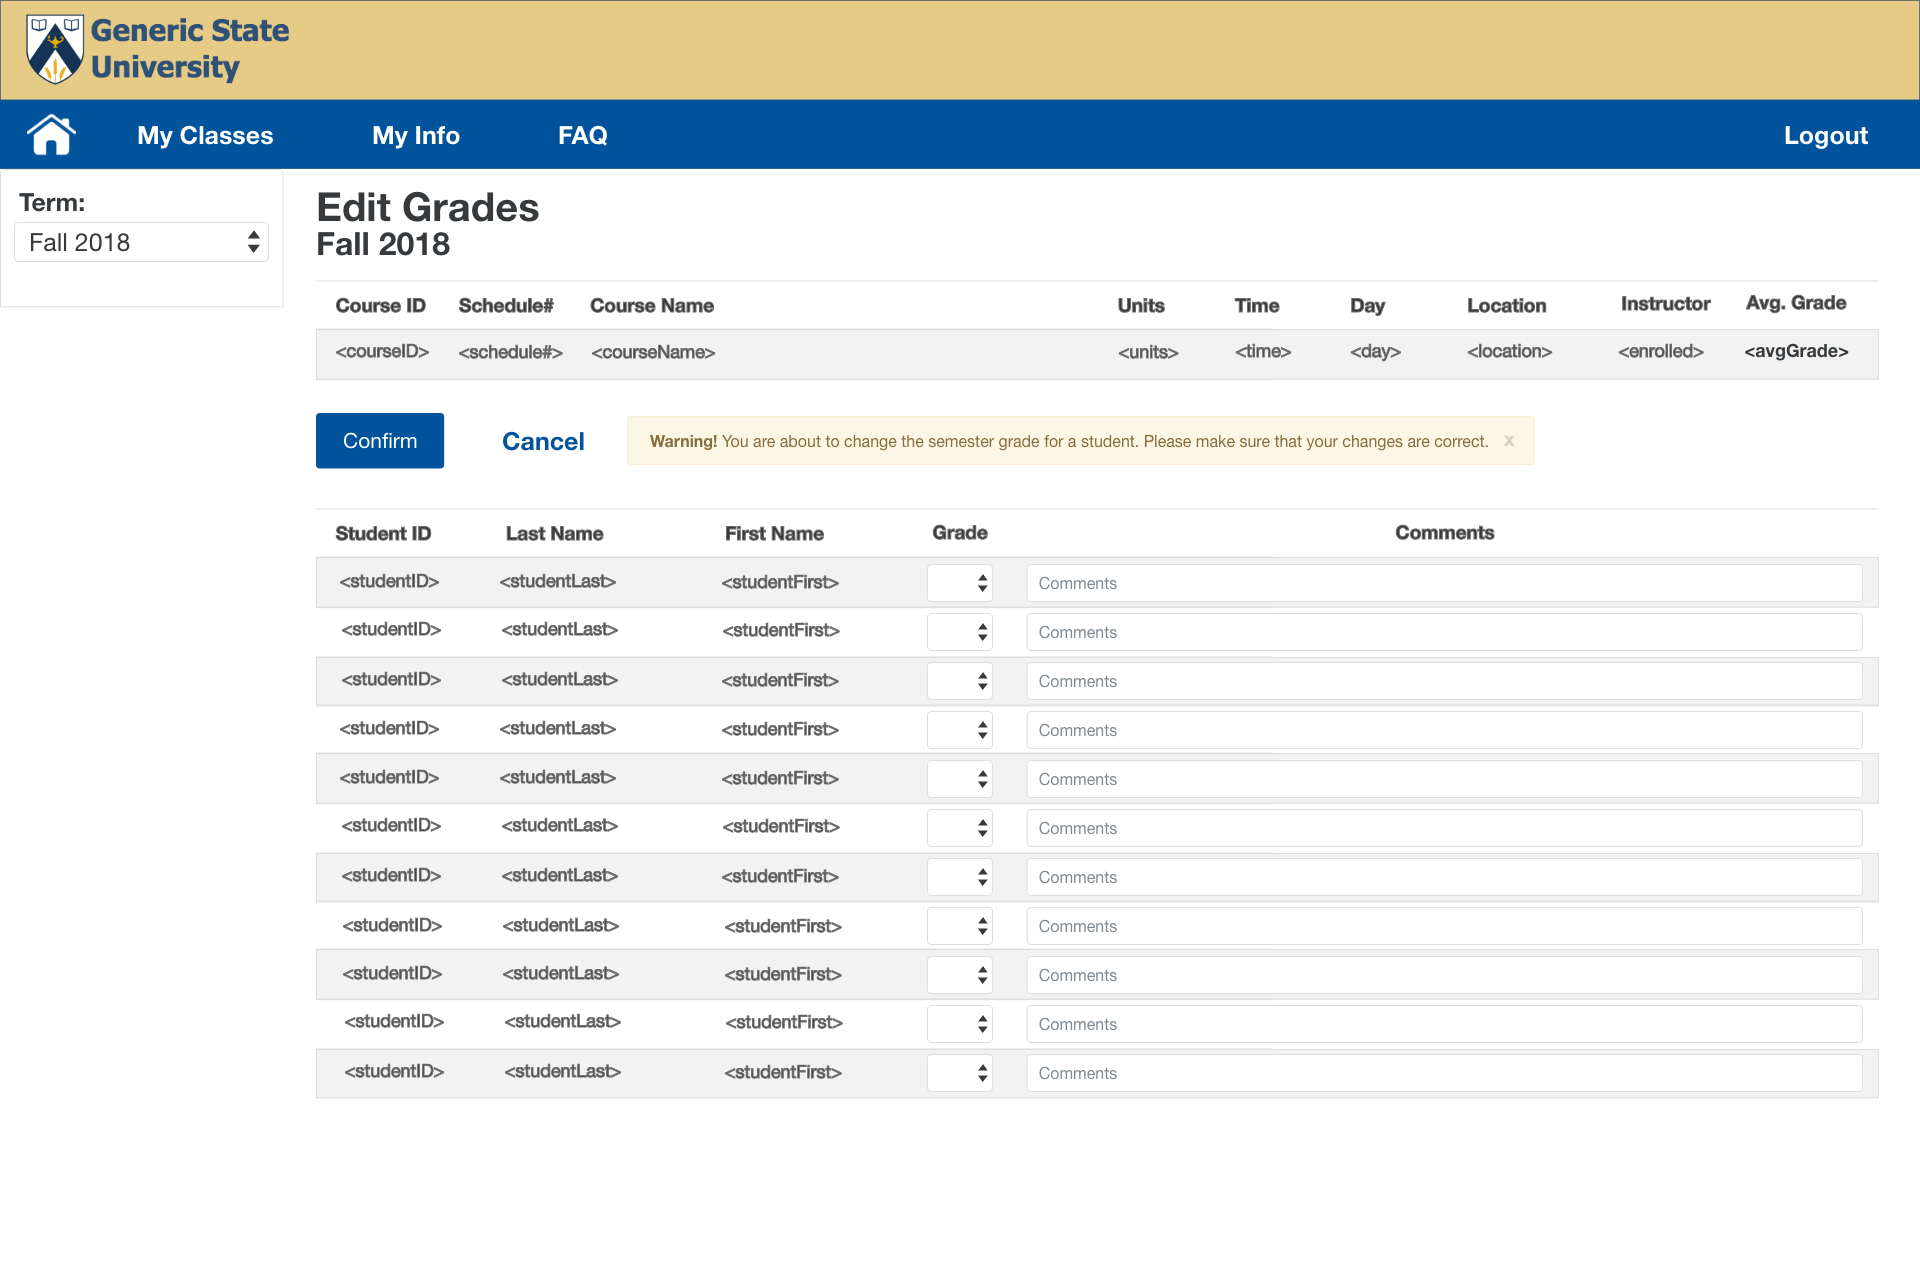 Generic State
University
My Classes My Info FAQ Logout
Term:
Fall 2018
Edit Grades
Fall 2018
Course ID Schedule# Course Name Units Time Day Location Instructor Avg. Grade
<courseID> <schedule#> <courseName> <units> <time> <day> <location> <enrolled> <avgGrade>
Confirm Cancel Warning! You are about to change the semester grade for a student. Please make sure that your changes are correct. x
Student ID Last Name First Name Grade Comments
<studentID> <studentLast> <studentFirst> Comments
<studentID> <studentLast> <studentFirst> Comments
<studentID> <studentLast> <studentFirst> Comments
<studentID> <studentLast> <studentFirst> Comments
<studentID> <studentLast> <studentFirst> Comments
<studentID> <studentLast> <studentFirst> Comments
<studentID> <studentLast> <studentFirst> Comments
<studentID> <studentLast> <studentFirst> Comments
<studentID> <studentLast> <studentFirst> Comments
<studentID> <studentLast> <studentFirst> Comments
<studentID> <studentLast> <studentFirst> Comments